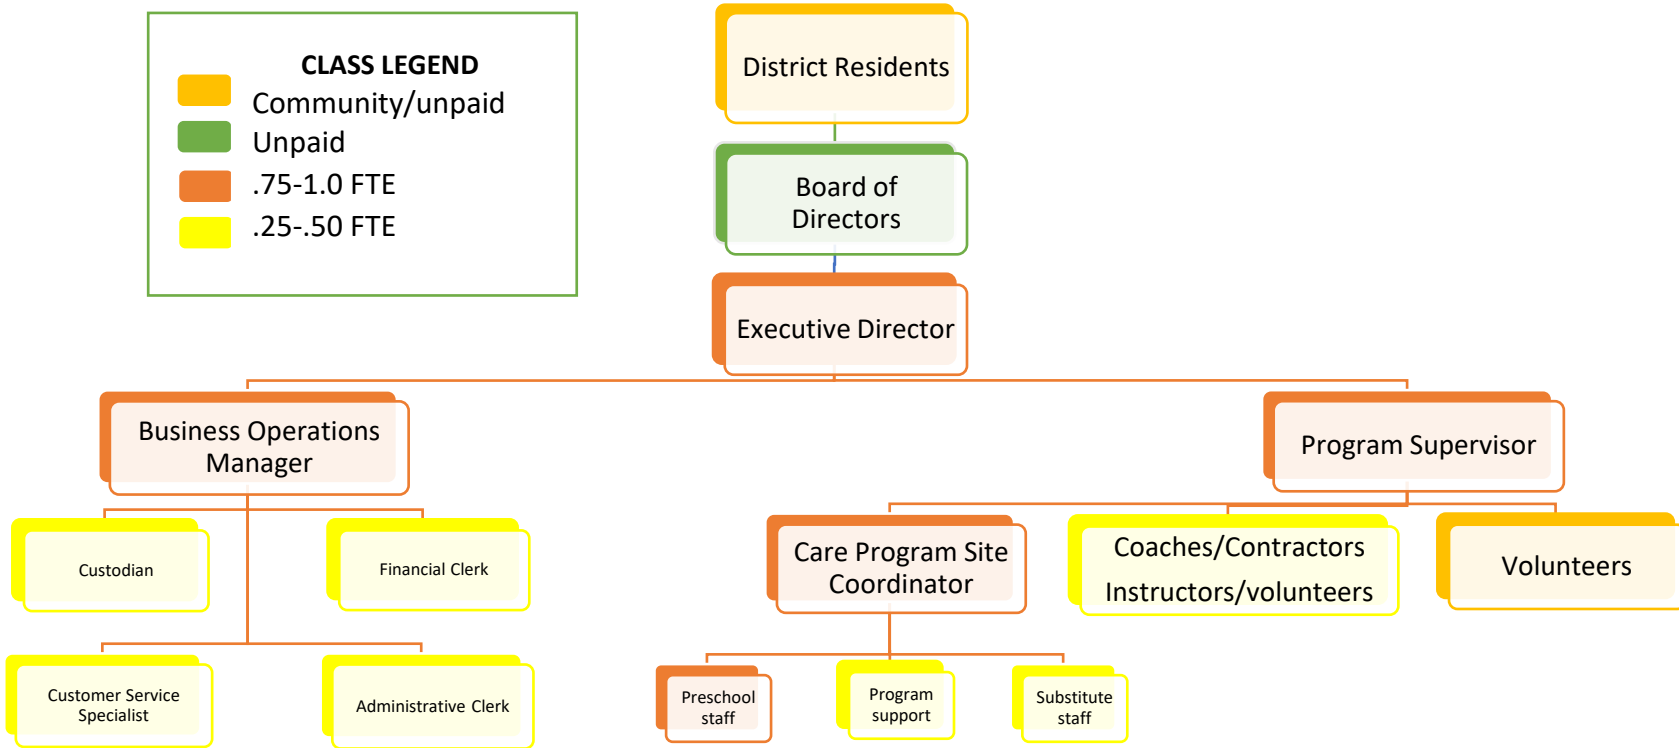 CLASS LEGEND
Community/unpaid
Unpaid
.75-1.0 FTE
.25-.50 FTE
District Residents
Board of
Directors
Executive Director
Business Operations
Manager
Program Supervisor
Custodian
Financial Clerk
Customer Service
Specialist
Administrative Clerk
Care Program Site
Coordinator
Coaches/Contractors
Instructors/volunteers
Volunteers
Preschool
staff
Program
support
Substitute
staff